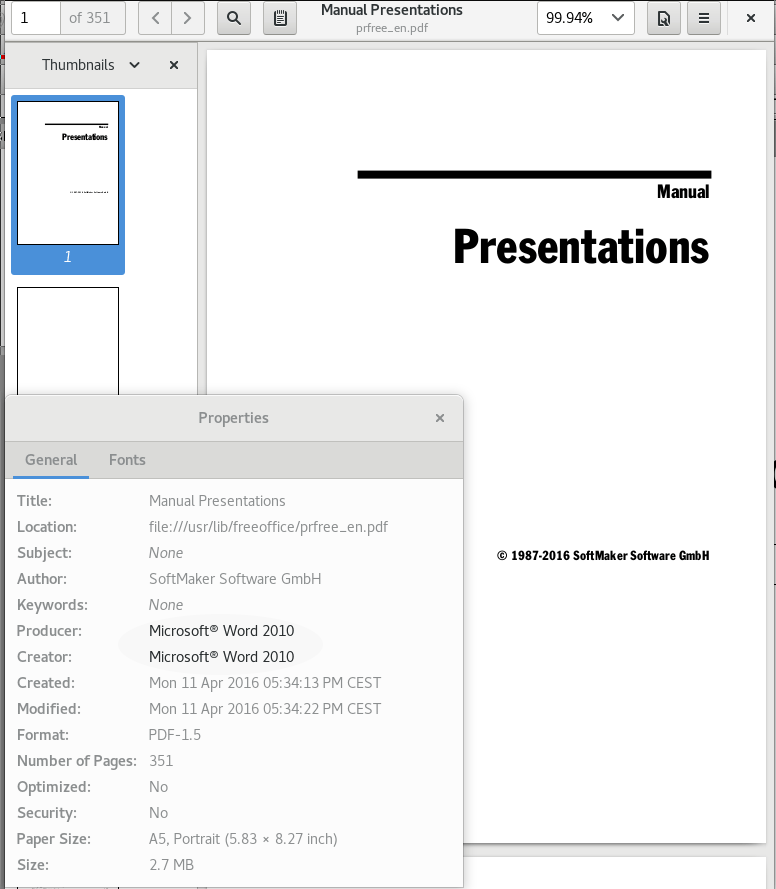 1 of 351 Manual Presentations 99.94%
prfree_en.pdf
Thumbnails
Manual
Presentations
1
Manual
Presentations
© 1987-2016 SoftMaker Software GmbH
Properties
General Fonts
Title: Manual Presentations
Location: file:///usr/lib/freeoffice/prfree_en.pdf
Subject: None
Author: SoftMaker Software GmbH
Keywords: None
Producer: Microsoft® Word 2010
Creator: Microsoft® Word 2010
Created: Mon 11 Apr 2016 05:34:13 PM CEST
Modified: Mon 11 Apr 2016 05:34:22 PM CEST
Format: PDF-1.5
Number of Pages: 351
Optimized: No
Security: No
Paper Size: A5, Portrait (5.83 × 8.27 inch)
Size: 2.7 MB